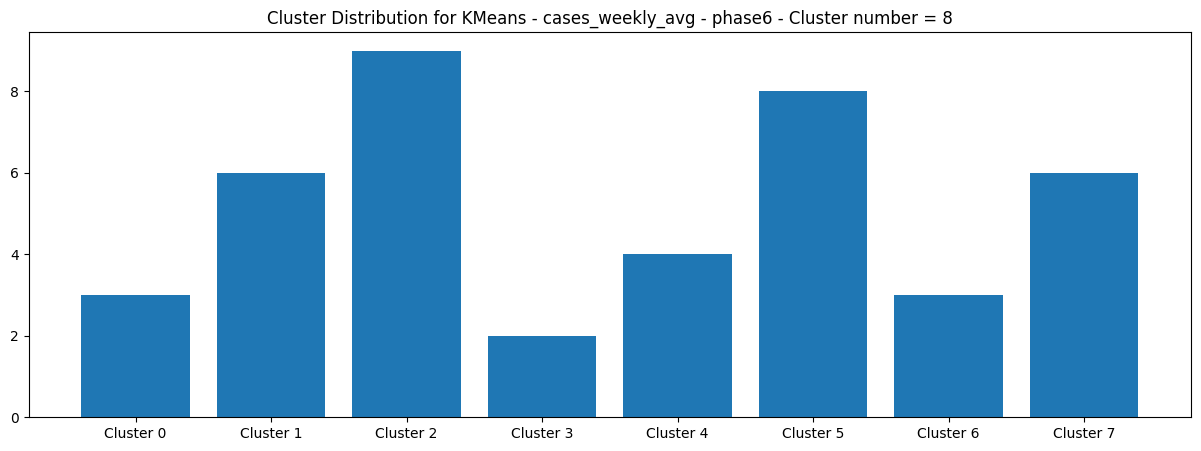 Cluster Distribution for KMeans - cases_weekly_avg - phase6 - Cluster number = 8
8
6
4
2
0
Cluster 0 Cluster 1 Cluster 2 Cluster 3 Cluster 4 Cluster 5 Cluster 6 Cluster 7